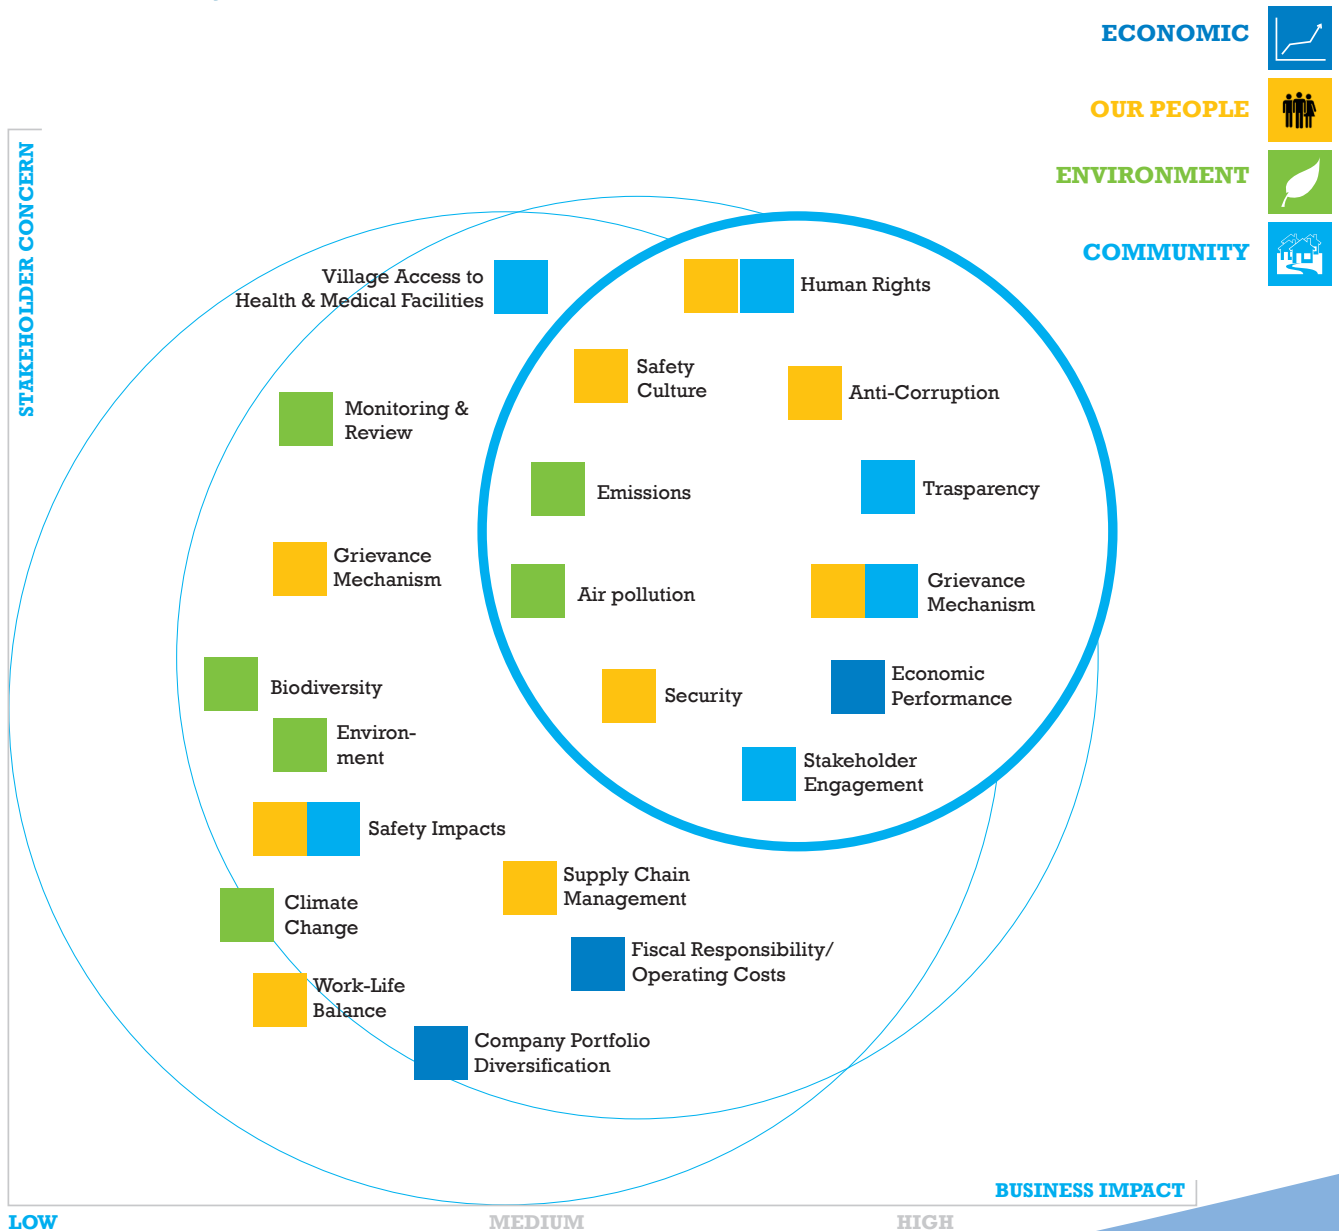 ECONOMIC
OUR PEOPLE
ENVIRONMENT
COMMUNITY
STAKEHOLDER CONCERN
Village Access to
Health & Medical Facilities
Human Rights
Safety
Culture
Anti-Corruption
Monitoring &
Review
Emissions
Trasparency
Grievance
Mechanism
Air pollution
Grievance
Mechanism
Biodiversity
Security
Economic
Performance
Environ-
ment
Stakeholder
Engagement
Safety Impacts
Supply Chain
Management
Climate
Change
Fiscal Responsibility/
Operating Costs
Work-Life
Balance
Company Portfolio
Diversification
BUSINESS IMPACT
LOW
MEDIUM
HIGH